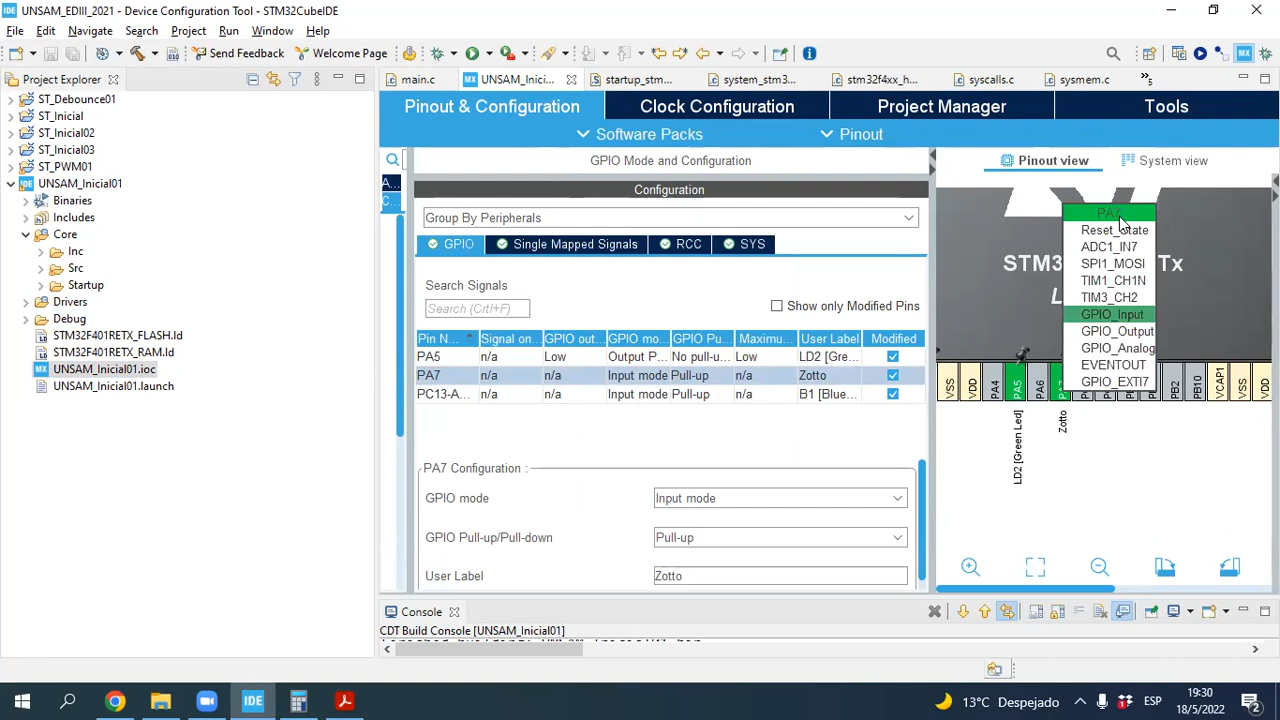 IDE UNSAM_EDIII_2021 - Device Configuration Tool - STM32CubeIDE
File Edit Navigate Search Project Run Window Help
Send Feedback Welcome Page
Project Explorer
main.c
UNSAM_Inici...
startup_stm...
system_stm3...
stm32f4xx_h...
syscalls.c
sysmem.c
5
ST_Debounce01
ST_Inicial
ST_Inicial02
ST_Inicial03
ST_PWM01
UNSAM_Inicial01
Binaries
Includes
Core
Inc
Src
Startup
Drivers
Debug
STM32F401RETX_FLASH.ld
STM32F401RETX_RAM.ld
MX UNSAM_Inicial01.ioc
UNSAM_Inicial01.launch
Pinout & Configuration
Clock Configuration
Project Manager
Tools
Software Packs
Pinout
A...
C...
GPIO Mode and Configuration
Configuration
Group By Peripherals
GPIO
Single Mapped Signals
RCC
SYS
Search Signals
Search (Crtl+F)
Show only Modified Pins
Pin N... Signal on... GPIO out... GPIO mo... GPIO Pu... Maximu... User Label Modified
PA5 n/a Low Output P... No pull-u... Low LD2 [Gre...
PA7 n/a n/a Input mode Pull-up n/a Zotto
PC13-A... n/a n/a Input mode Pull-up n/a B1 [Blue...
PA7 Configuration :
GPIO mode Input mode
GPIO Pull-up/Pull-down Pull-up
User Label Zotto
Pinout view
System view
Reset_State
ADC1_IN7
SPI1_MOSI
TIM1_CH1N
TIM3_CH2
GPIO_Input
GPIO_Output
GPIO_Analog
EVENTOUT
GPIO_EXTI7
STM3
Tx
VSS
VDD
PA4
PA5
PA6
PB2
PB10
VCAP1
VSS
VDD
LD2 [Green Led]
Zotto
Console
CDT Build Console [UNSAM_Inicial01]
IDE
13°C Despejado
ESP
19:30
18/5/2022
2